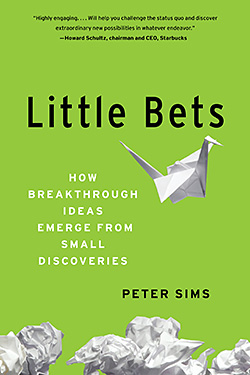 "Highly engaging. . . . Will help you challenge the status quo and discover
extraordinary new possibilities in whatever endeavor."
—Howard Schultz, chairman and CEO, Starbucks
Little Bets
HOW
BREAKTHROUGH
IDEAS
EMERGE FROM
SMALL
DISCOVERIES
PETER SIMS